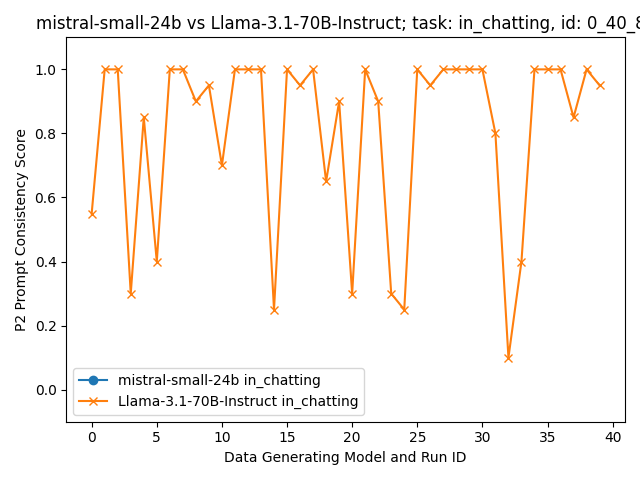 mistral-small-24b vs Llama-3.1-70B-Instruct; task: in_chatting, id: 0_40_8
P2 Prompt Consistency Score
1.0
0.8
0.6
0.4
0.2
0.0
mistral-small-24b in_chatting
Llama-3.1-70B-Instruct in_chatting
0 5 10 15 20 25 30 35 40
Data Generating Model and Run ID